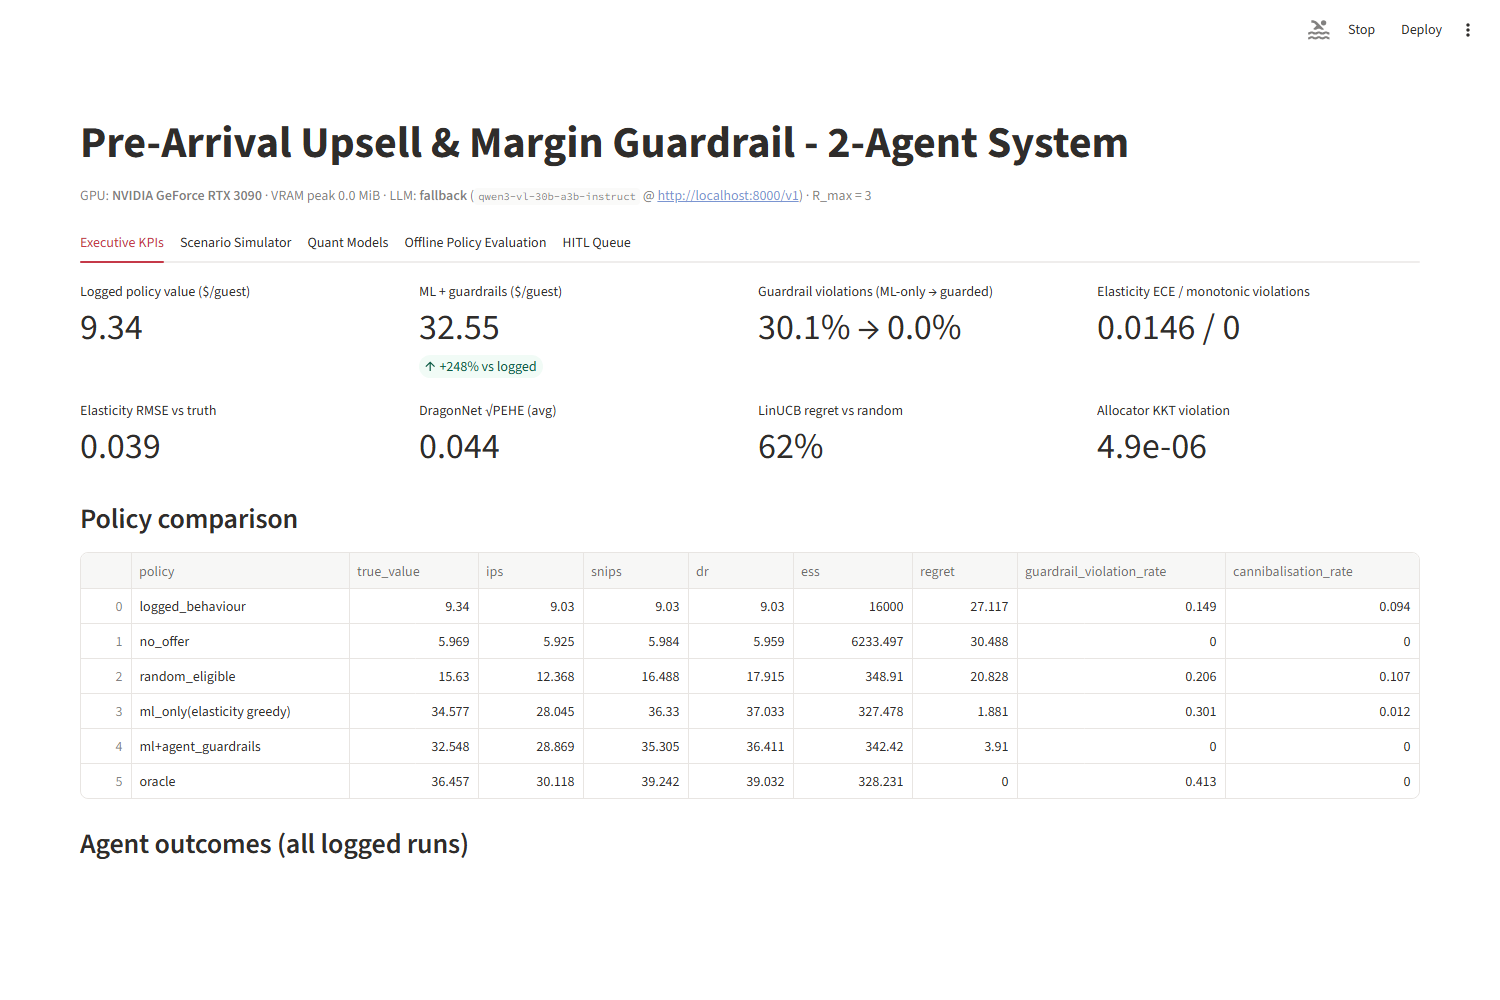 Stop Deploy
Pre-Arrival Upsell & Margin Guardrail - 2-Agent System
GPU: NVIDIA GeForce RTX 3090 · VRAM peak 0.0 MiB · LLM: fallback ( qwen3-vl-30b-a3b-instruct @ http://localhost:8000/v1) · R_max = 3
Executive KPIs Scenario Simulator Quant Models Offline Policy Evaluation HITL Queue
Logged policy value ($/guest) ML + guardrails ($/guest) Guardrail violations (ML-only → guarded) Elasticity ECE / monotonic violations
9.34 32.55 30.1% → 0.0% 0.0146 / 0
↑ +248% vs logged
Elasticity RMSE vs truth DragonNet √PEHE (avg) LinUCB regret vs random Allocator KKT violation
0.039 0.044 62% 4.9e-06
Policy comparison
policy true_value ips snips dr ess regret guardrail_violation_rate cannibalisation_rate
0 logged_behaviour 9.34 9.03 9.03 9.03 16000 27.117 0.149 0.094
1 no_offer 5.969 5.925 5.984 5.959 6233.497 30.488 0 0
2 random_eligible 15.63 12.368 16.488 17.915 348.91 20.828 0.206 0.107
3 ml_only(elasticity greedy) 34.577 28.045 36.33 37.033 327.478 1.881 0.301 0.012
4 ml+agent_guardrails 32.548 28.869 35.305 36.411 342.42 3.91 0 0
5 oracle 36.457 30.118 39.242 39.032 328.231 0 0.413 0
Agent outcomes (all logged runs)